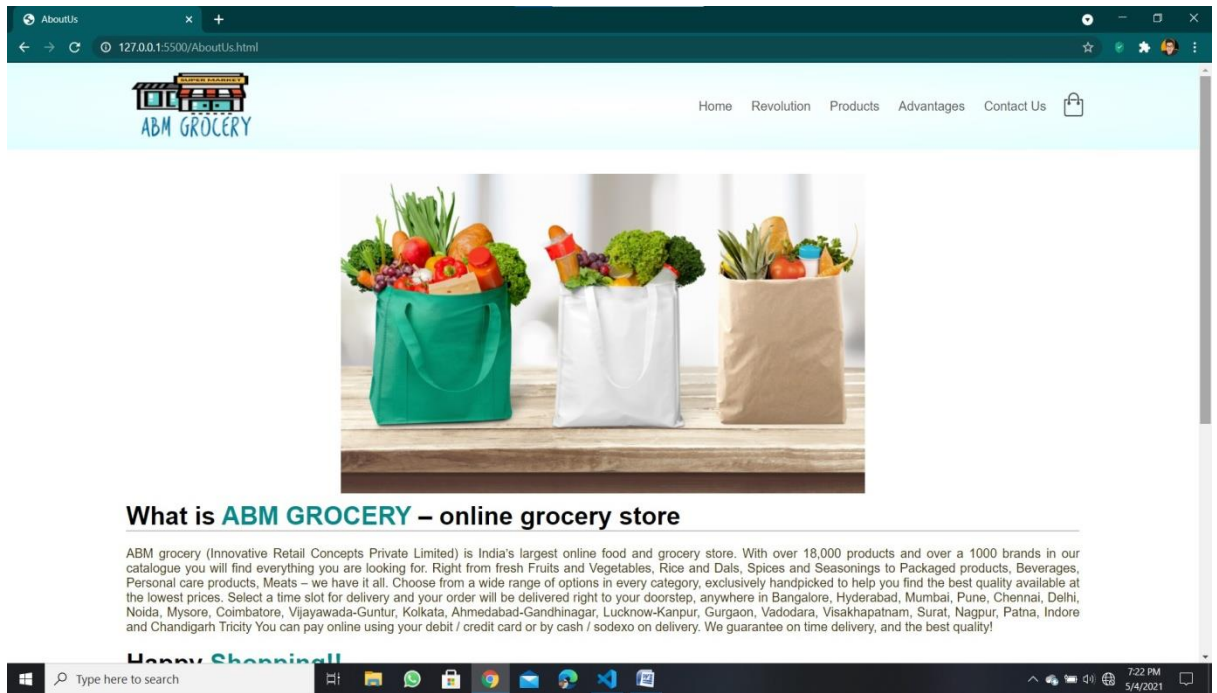 AboutUs
127.0.0.1:5500/AboutUs.html
SUPER MARKET
ABM GROCERY
Home Revolution Products Advantages Contact Us
What is ABM GROCERY – online grocery store
ABM grocery (Innovative Retail Concepts Private Limited) is India's largest online food and grocery store. With over 18,000 products and over a 1000 brands in our
catalogue you will find everything you are looking for. Right from fresh Fruits and Vegetables, Rice and Dals, Spices and Seasonings to Packaged products, Beverages,
Personal care products, Meats – we have it all. Choose from a wide range of options in every category, exclusively handpicked to help you find the best quality available at
the lowest prices. Select a time slot for delivery and your order will be delivered right to your doorstep, anywhere in Bangalore, Hyderabad, Mumbai, Pune, Chennai, Delhi,
Noida, Mysore, Coimbatore, Vijayawada-Guntur, Kolkata, Ahmedabad-Gandhinagar, Lucknow-Kanpur, Gurgaon, Vadodara, Visakhapatnam, Surat, Nagpur, Patna, Indore
and Chandigarh Tricity You can pay online using your debit / credit card or by cash / sodexo on delivery. We guarantee on time delivery, and the best quality!
Happy Shopping!!
Type here to search
7:22 PM
5/4/2021